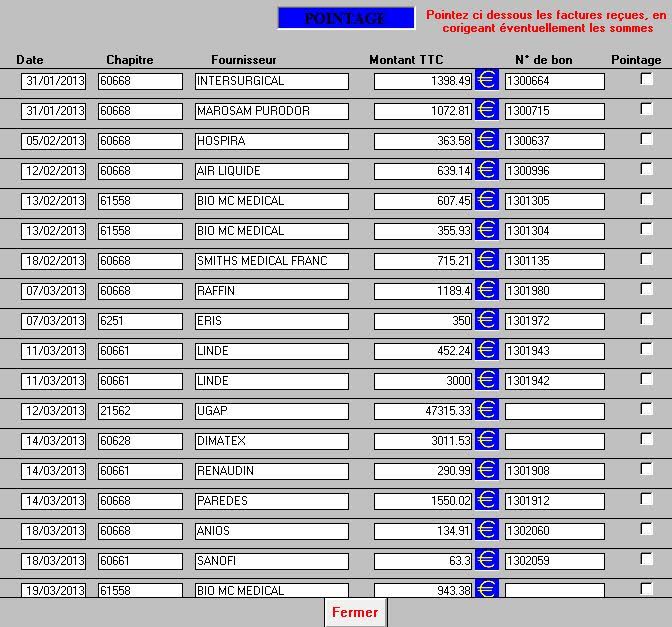 POINTAGE
Pointez ci dessous les factures reçues, en
corigeant éventuellement les sommes
Date Chapitre Fournisseur Montant TTC N° de bon Pointage
31/01/2013 60668 INTERSURGICAL 1398.49 € 1300664
31/01/2013 60668 MAROSAM PURODOR 1072.81 € 1300715
05/02/2013 60668 HOSPIRA 363.58 € 1300637
12/02/2013 60668 AIR LIQUIDE 639.14 € 1300996
13/02/2013 61558 BIO MC MEDICAL 607.45 € 1301305
13/02/2013 61558 BIO MC MEDICAL 355.93 € 1301304
18/02/2013 60668 SMITHS MEDICAL FRANC 715.21 € 1301135
07/03/2013 60668 RAFFIN 1189.4 € 1301980
07/03/2013 6251 ERIS 350 € 1301972
11/03/2013 60661 LINDE 452.24 € 1301943
11/03/2013 60661 LINDE 3000 € 1301942
12/03/2013 21562 UGAP 47315.33 €
14/03/2013 60628 DIMATEX 3011.53 €
14/03/2013 60661 RENAUDIN 290.99 € 1301908
14/03/2013 60668 PAREDES 1550.02 € 1301912
18/03/2013 60668 ANIOS 134.91 € 1302060
18/03/2013 60661 SANOFI 63.3 € 1302059
19/03/2013 61558 BIO MC MEDICAL 943.38 €
Fermer